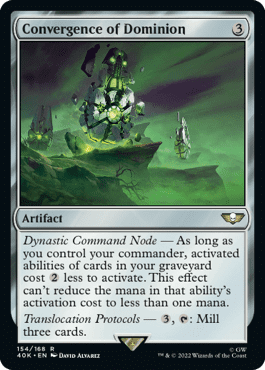 Convergence of Dominion 3
Artifact
Dynastic Command Node — As long as
you control your commander, activated
abilities of cards in your graveyard
cost 2 less to activate. This effect
can't reduce the mana in that ability's
activation cost to less than one mana.
Translocation Protocols — 3, T: Mill
three cards.
154/168 R
40K • EN DAVID ALVAREZ
© GW
™ & © 2022 Wizards of the Coast